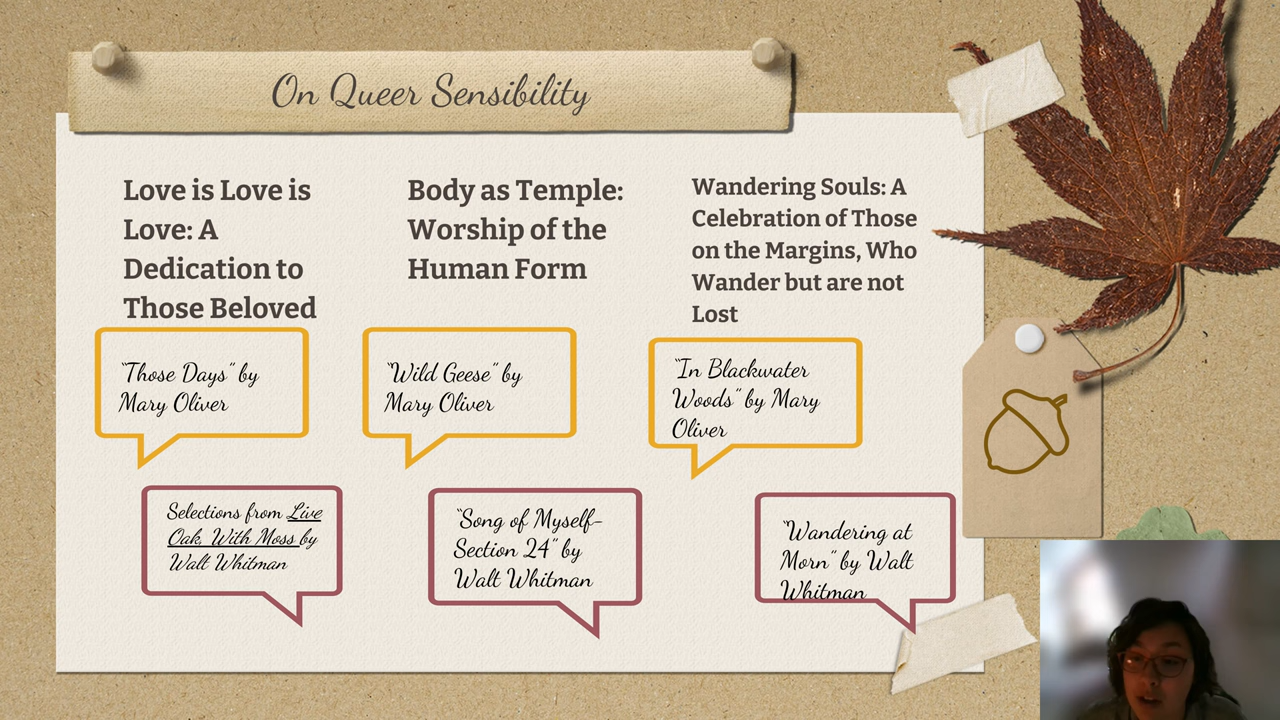 On Queer Sensibility
Love is Love is
Love: A
Dedication to
Those Beloved
Body as Temple:
Worship of the
Human Form
Wandering Souls: A
Celebration of Those
on the Margins, Who
Wander but are not
Lost
“Those Days” by
Mary Oliver
“Wild Geese” by
Mary Oliver
“In Blackwater
Woods” by Mary
Oliver
Selections from Live
Oak, With Moss by
Walt Whitman
“Song of Myself-
Section 24” by
Walt Whitman
“Wandering at
Morn” by Walt
Whitman